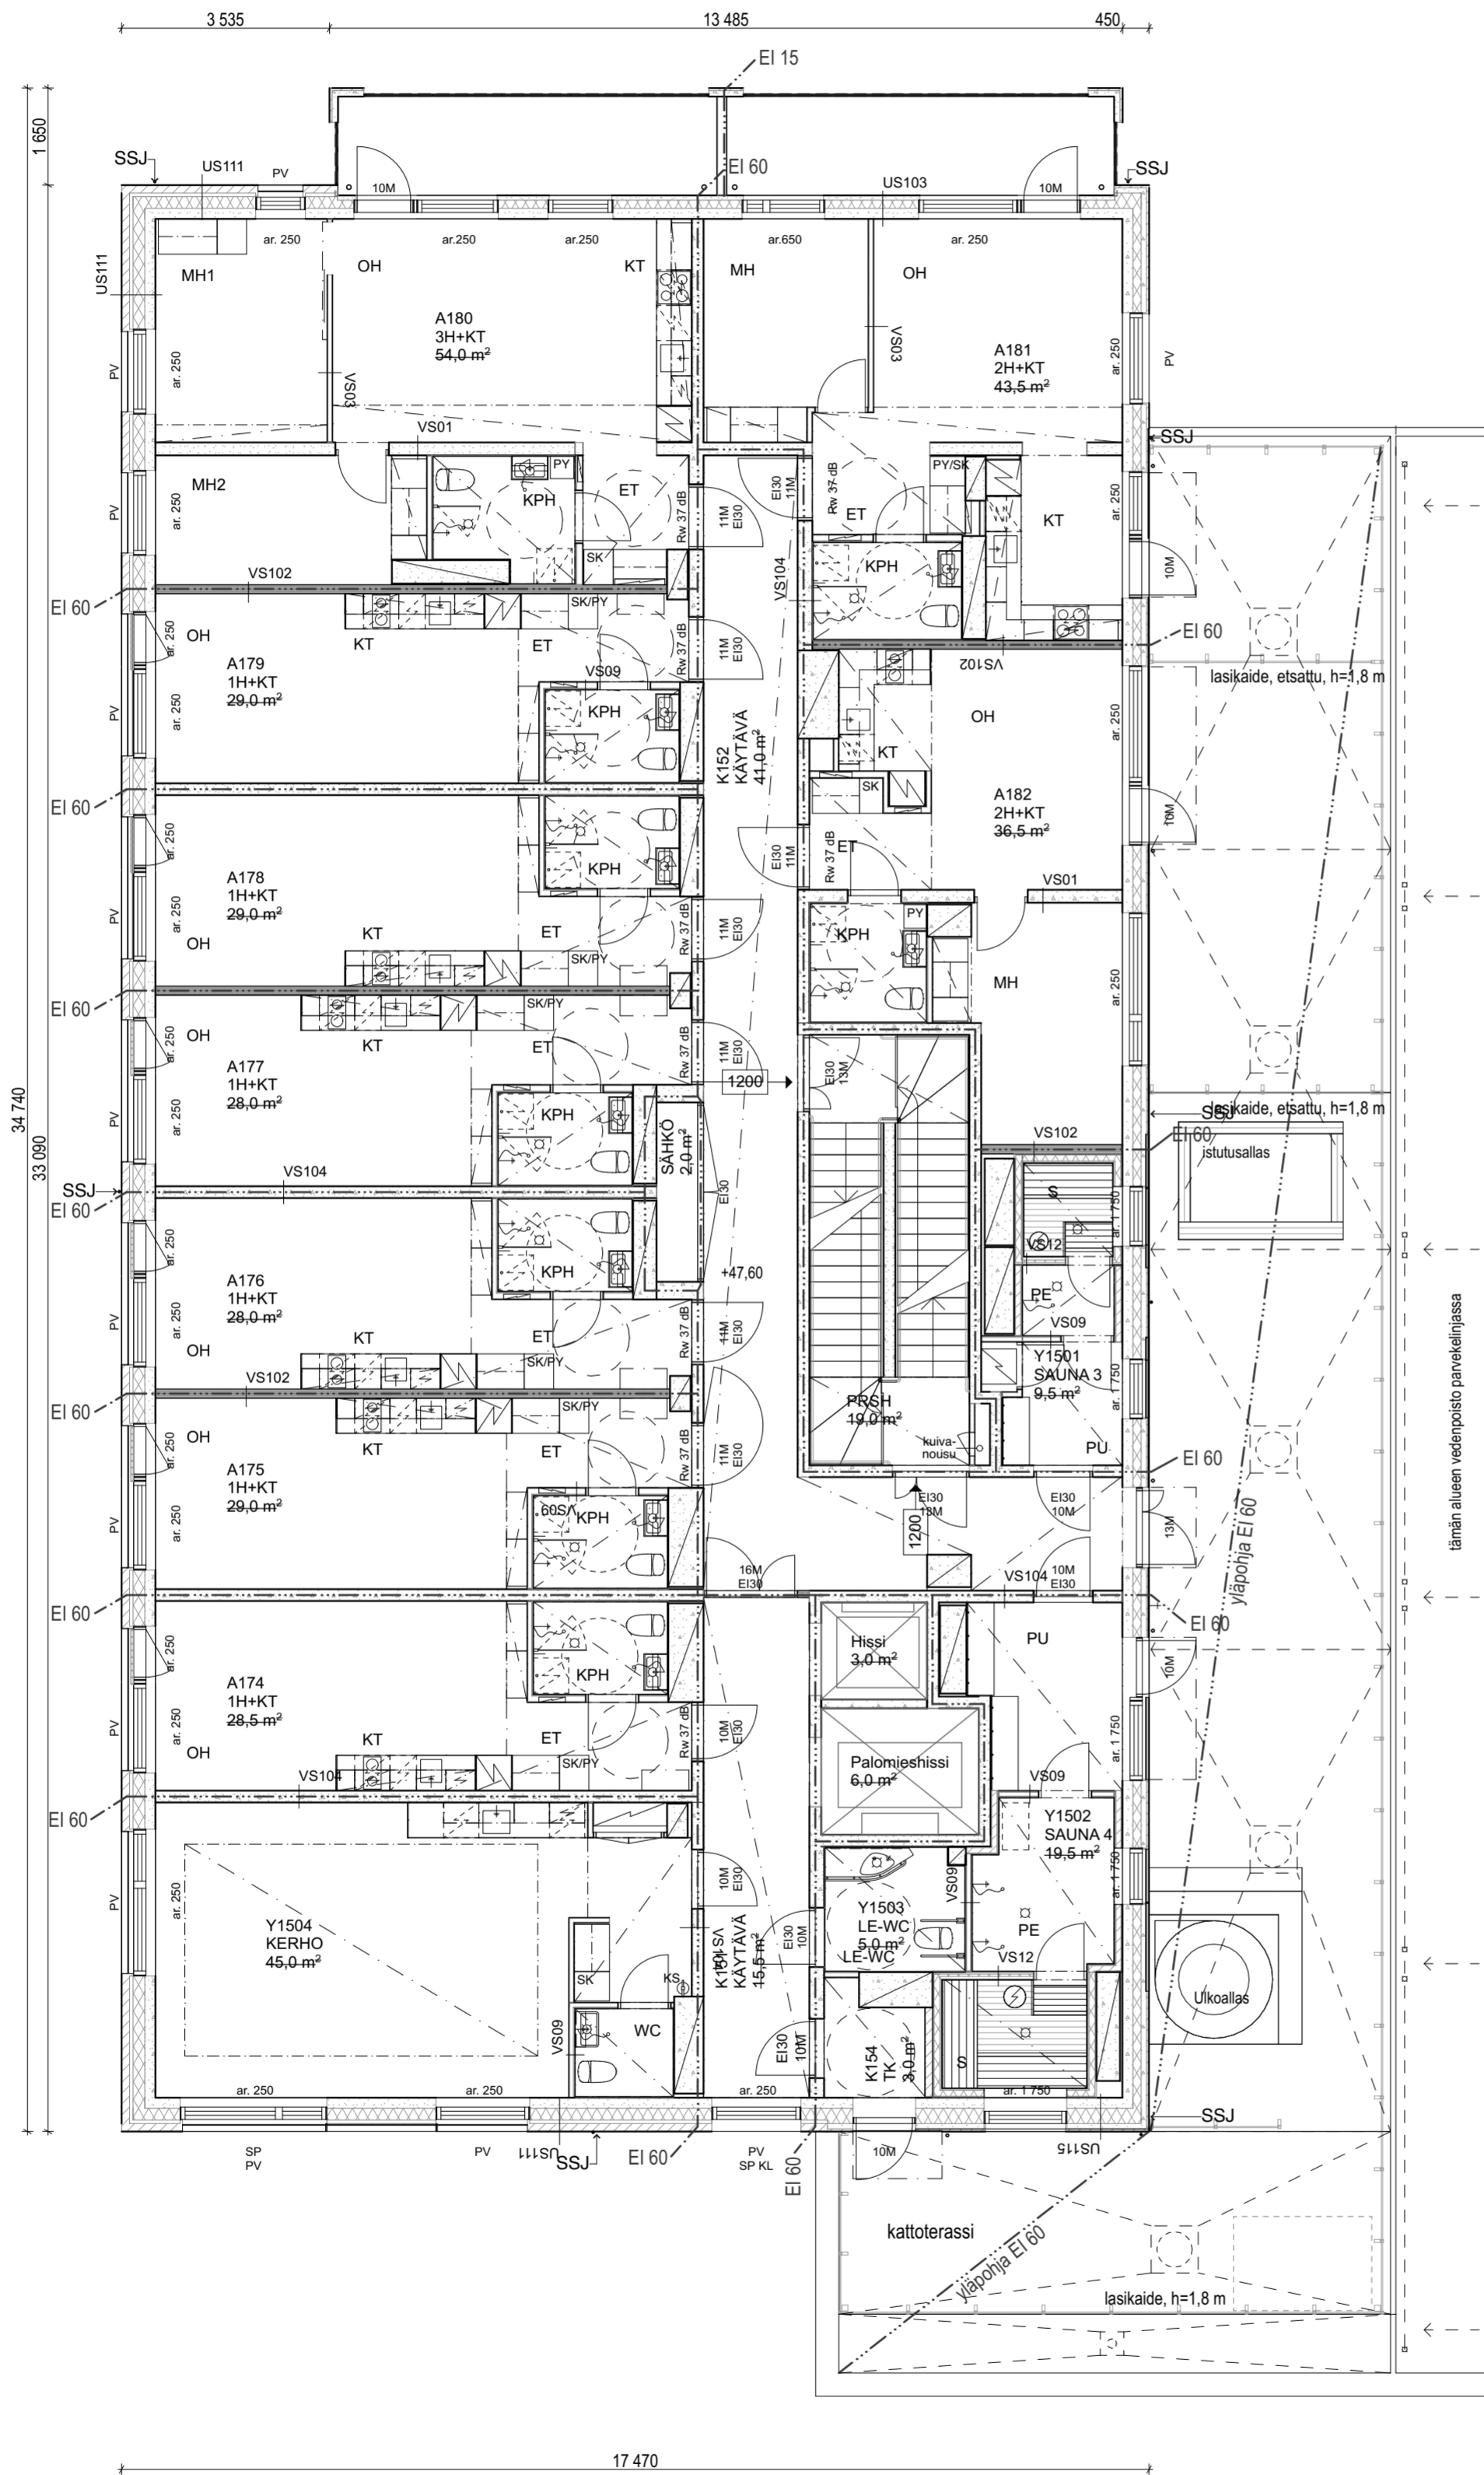 3 535
13 485
450
EI 15
1 650
SSJ
US111
PV
10M
EI 60
US103
10M
SSJ
ar. 250
ar.250
ar.250
ar.650
ar. 250
MH1
OH
KT
MH
OH
US111
A180
3H+KT
54,0 m²
VS03
A181
2H+KT
43,5 m²
ar. 250
PV
PV
ar. 250
VS03
VS01
SSJ
MH2
PY
KPH
ET
Rw 37 dB
11M
EI30
EI30
11M
Rw 37 dB
ET
PY/SK
KT
ar. 250
PV
ar. 250
SK
VS102
VS104
KPH
10M
EI 60
SK/PY
EI 60
OH
KT
ET
VS09
Rw 37 dB
11M
EI30
VS102
lasikaide, etsattu, h=1,8 m
ar. 250
A179
1H+KT
29,0 m²
KPH
K152
KÄYTÄVÄ
41,0 m²
OH
KT
ar. 250
PV
ar. 250
SK
A182
2H+KT
36,5 m²
10M
EI 60
ar. 250
KPH
EI30
11M
Rw 37 dB
ET
VS01
A178
1H+KT
29,0 m²
PV
ar. 250
OH
KT
ET
SK/PY
Rw 37 dB
11M
EI30
KPH
PY
MH
ar. 250
EI 60
SK/PY
OH
KT
ET
ar. 250
Rw 37 dB
11M
EI30
1200
EI30
13M
A177
1H+KT
28,0 m²
PV
ar. 250
KPH
SÄHKÖ
2,0 m²
EI30
lasikaide, etsattu, h=1,8 m
SSJ
VS102
EI 60
istutusallas
34 740
33 090
VS104
SSJ
EI 60
S
ar. 1 750
VS12
ar. 250
A176
1H+KT
28,0 m²
KPH
+47,60
PE
VS09
PV
ar. 250
OH
KT
ET
SK/PY
Rw 37 dB
11M
EI30
Y1501
SAUNA 3
9,5 m²
ar. 1 750
tämän alueen vedenpoisto parvekelinjassa
VS102
EI 60
SK/PY
PRSH
19,0 m²
OH
KT
ET
ar. 250
Rw 37 dB
11M
EI30
kuiva-
nousu
PU
EI 60
A175
1H+KT
29,0 m²
PV
ar. 250
60SA
KPH
1200
EI30
13M
EI30
10M
13M
yläpohja EI 60
16M
EI30
VS104
10M
EI30
EI 60
EI 60
Hissi
3,0 m²
PU
ar. 250
KPH
10M
A174
1H+KT
28,5 m²
PV
ar. 250
OH
KT
ET
SK/PY
Rw 37 dB
10M
EI30
Palomieshissi
6,0 m²
ar. 1 750
VS104
VS09
EI 60
Y1502
SAUNA 4
19,5 m²
PV
ar. 250
10M
EI30
VS09
ar. 1 750
Y1504
KERHO
45,0 m²
K151
KÄYTÄVÄ
15,5 m²
VS104
EI30
10M
Y1503
LE-WC
5,0 m²
LE-WC
PE
VS12
SK
KS
Ulkoallas
VS09
WC
EI30
10M
K154
TK
3,0 m²
S
ar. 250
ar. 250
ar. 250
ar. 1 750
SSJ
SP
PV
PV
US111
SSJ
EI 60
PV
SP KL
EI 60
10M
US115
kattoterassi
yläpohja EI 60
lasikaide, h=1,8 m
17 470